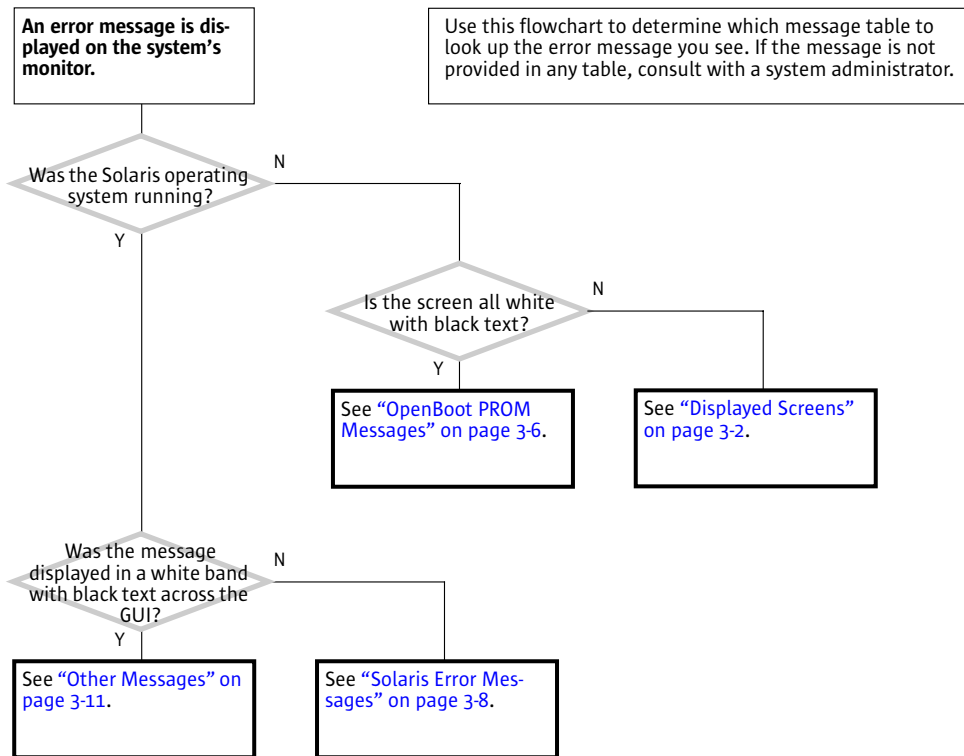 An error message is dis-
played on the system's
monitor.
Use this flowchart to determine which message table to
look up the error message you see. If the message is not
provided in any table, consult with a system administrator.
Was the Solaris operating
system running?
N
Y
Is the screen all white
with black text?
N
Y
See “OpenBoot PROM
Messages” on page 3-6.
See “Displayed Screens”
on page 3-2.
Was the message
displayed in a white band
with black text across the
GUI?
N
Y
See “Other Messages” on
page 3-11.
See “Solaris Error Mes-
sages” on page 3-8.